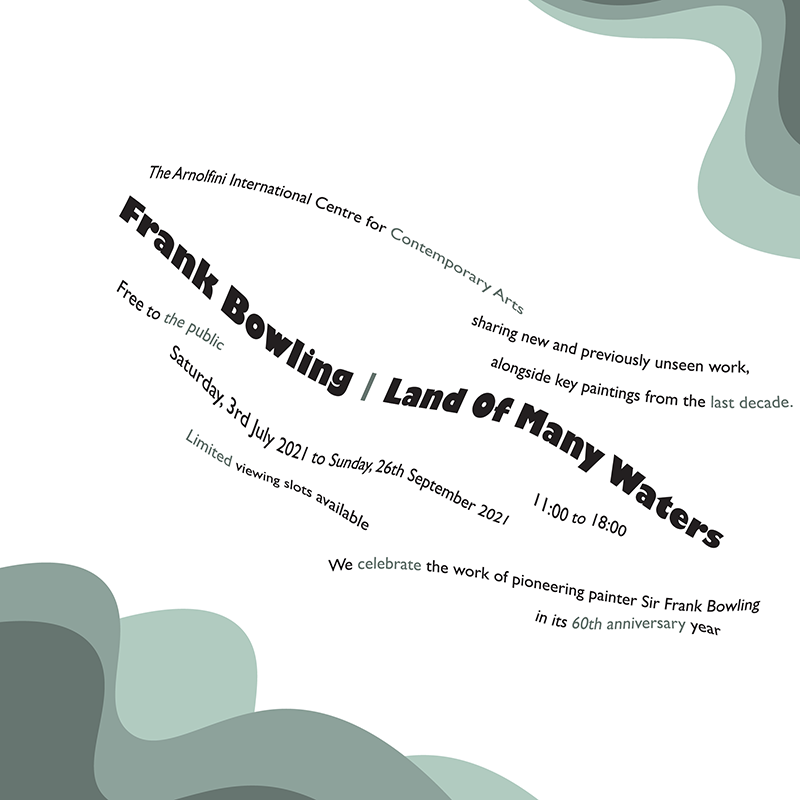 The Arnolfini International Centre for Contemporary Arts
sharing new and previously unseen work,
alongside key paintings from the last decade.
Frank Bowling | Land Of Many Waters
Free to the public
Saturday, 3rd July 2021 to Sunday, 26th September 2021
11:00 to 18:00
Limited viewing slots available
We celebrate the work of pioneering painter Sir Frank Bowling
in its 60th anniversary year